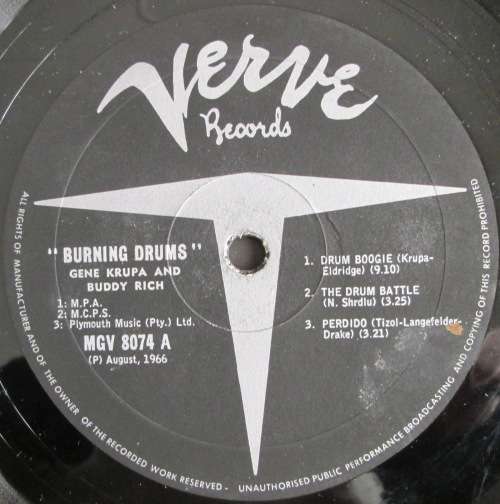 Verve
Records
" BURNING DRUMS "
GENE KRUPA AND
BUDDY RICH
1: M.P.A.
2: M.C.P.S.
3: Plymouth Music (Pty.) Ltd.
MGV 8074 A
(P) August, 1966
1. DRUM BOOGIE (Krupa-
Eldridge) (9.10)
2. THE DRUM BATTLE
(N. Shrdlu) (3.25)
3. PERDIDO (Tizol-Langefelder-
Drake) (3.21)
ALL RIGHTS OF MANUFACTURER AND OF THE OWNER OF THE RECORDED WORK RESERVED - UNAUTHORISED PUBLIC PERFORMANCE BROADCASTING AND COPYING OF THIS RECORD PROHIBITED